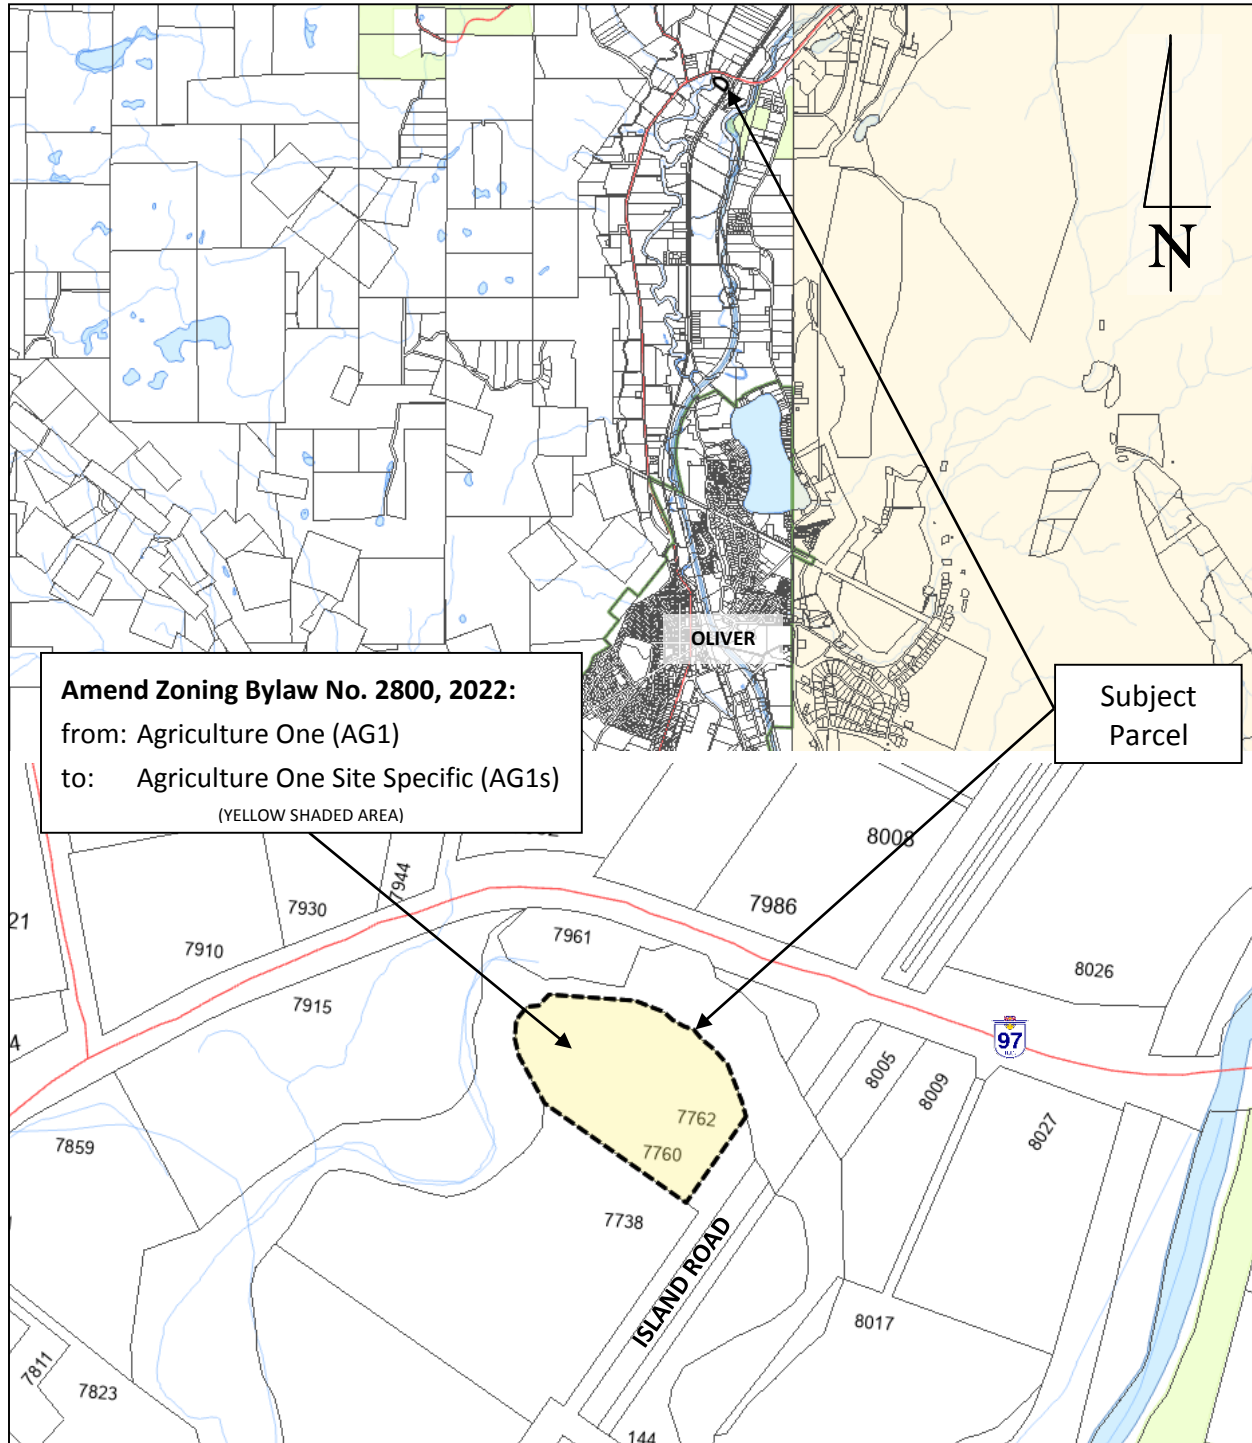 N
OLIVER
Amend Zoning Bylaw No. 2800, 2022:
from: Agriculture One (AG1)
to: Agriculture One Site Specific (AG1s)
(YELLOW SHADED AREA)
Subject
Parcel
8008
7944
7986
7930
21
7961
7910
8026
7915
97
8005
8009
7762
7859
7760
8027
7738
ISLAND ROAD
8017
7811
7823
144